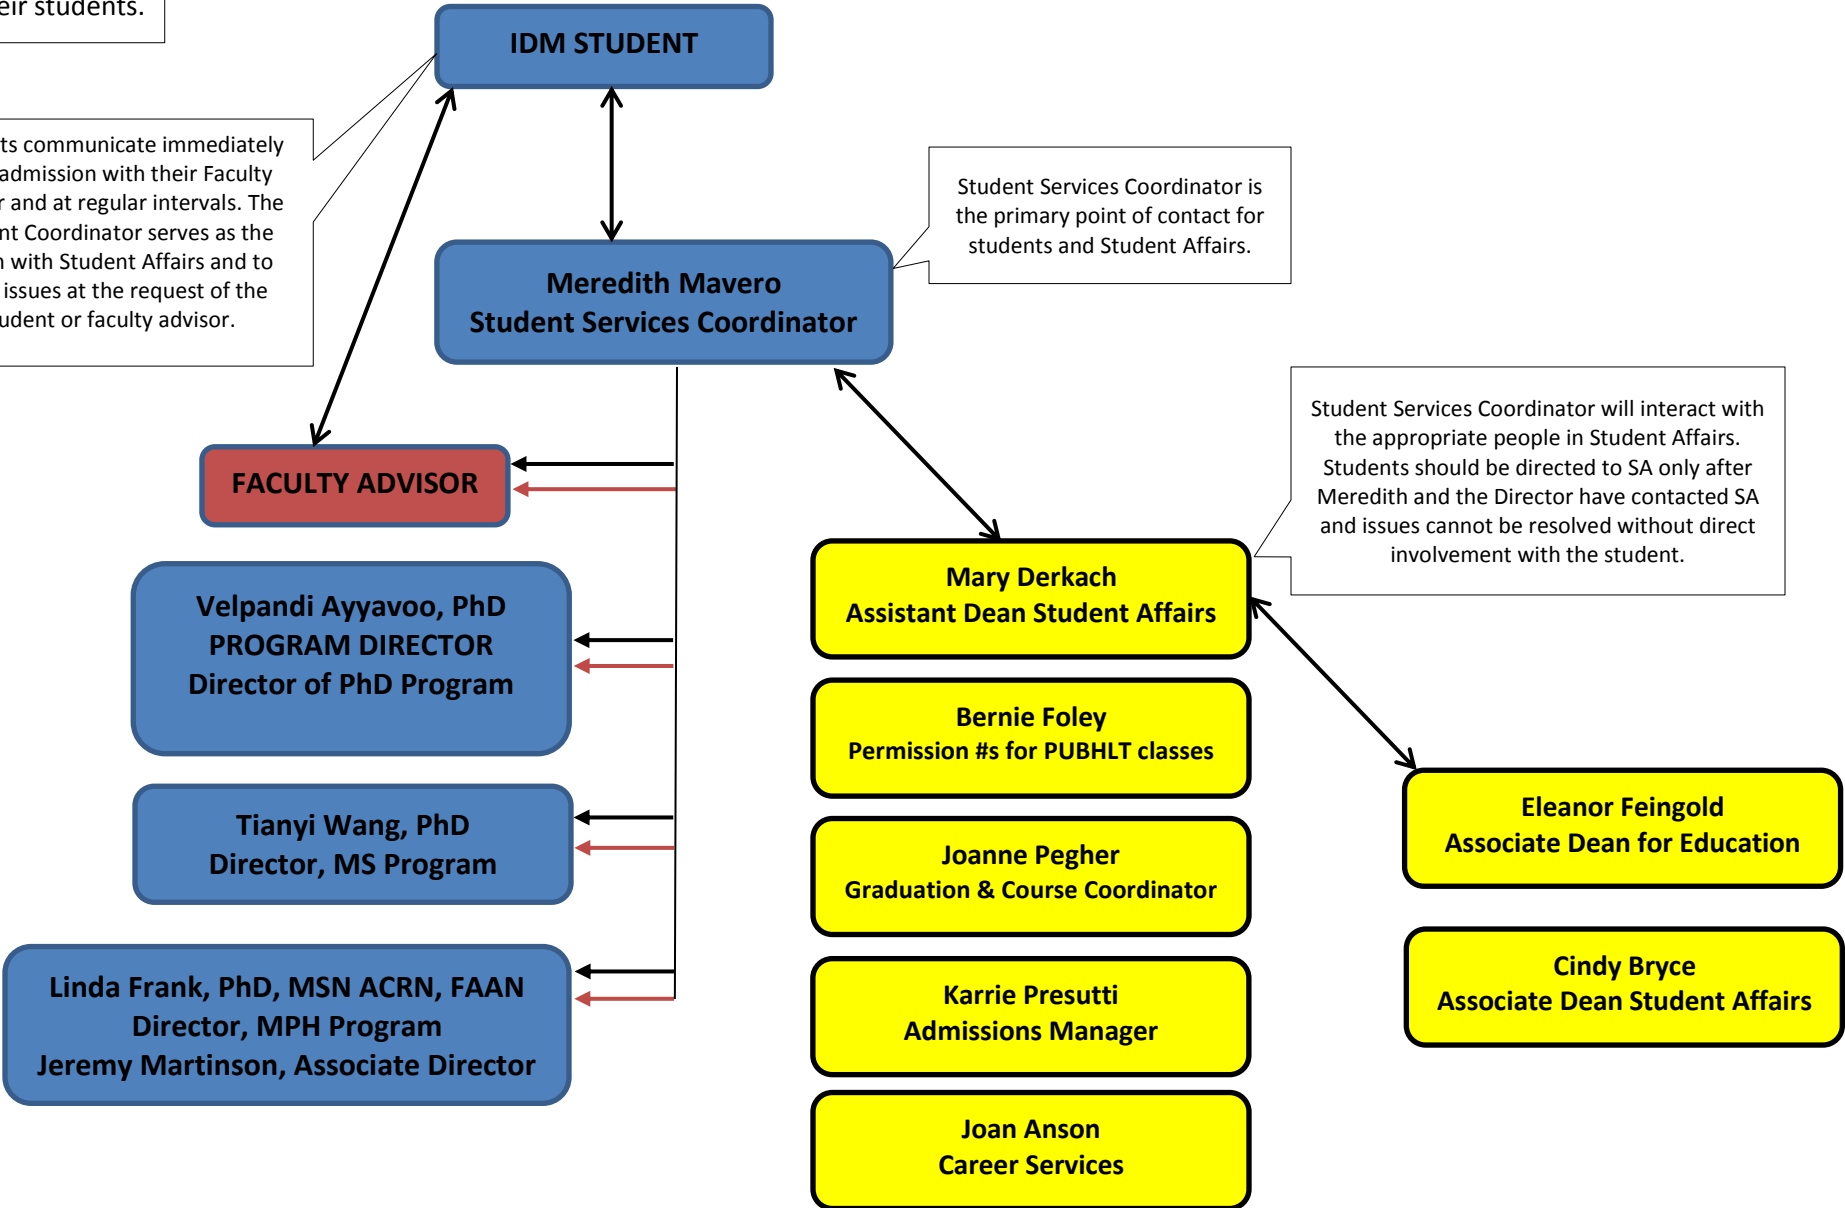 their students.
IDM STUDENT
communicate immediately
admission with their Faculty
and at regular intervals. The
Coordinator serves as the
with Student Affairs and to
issues at the request of the
or faculty advisor.
Student Services Coordinator is
the primary point of contact for
students and Student Affairs.
Meredith Mavero
Student Services Coordinator
Student Services Coordinator will interact with
the appropriate people in Student Affairs.
Students should be directed to SA only after
Meredith and the Director have contacted SA
and issues cannot be resolved without direct
involvement with the student.
FACULTY ADVISOR
Velpandi Ayyavoo, PhD
PROGRAM DIRECTOR
Director of PhD Program
Mary Derkach
Assistant Dean Student Affairs
Bernie Foley
Permission #s for PUBHLT classes
Tianyi Wang, PhD
Director, MS Program
Joanne Pegher
Graduation & Course Coordinator
Eleanor Feingold
Associate Dean for Education
Linda Frank, PhD, MSN ACRN, FAAN
Director, MPH Program
Jeremy Martinson, Associate Director
Karrie Presutti
Admissions Manager
Cindy Bryce
Associate Dean Student Affairs
Joan Anson
Career Services